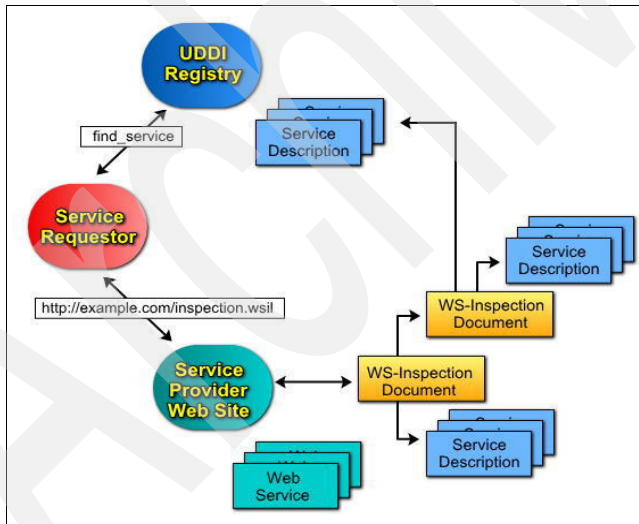 UDDI
Registry
find_service
Service
Description
Service
Requestor
Service
Description
http://example.com/inspection.wsil
WS-Inspection
Document
Service
Provider
Web Site
WS-Inspection
Document
Service
Description
Web
Service